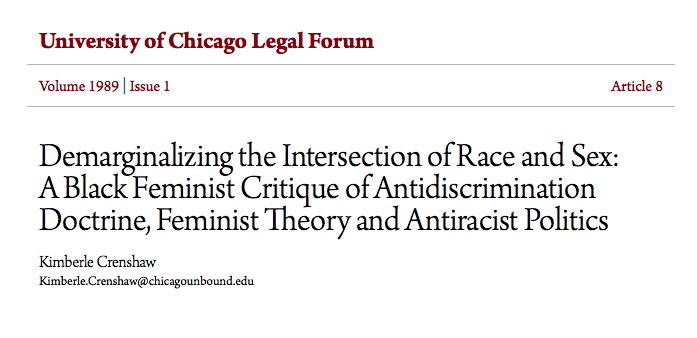 University of Chicago Legal Forum
Volume 1989 | Issue 1 Article 8
Demarginalizing the Intersection of Race and Sex:
A Black Feminist Critique of Antidiscrimination
Doctrine, Feminist Theory and Antiracist Politics
Kimberle Crenshaw
Kimberle.Crenshaw@chicagounbound.edu